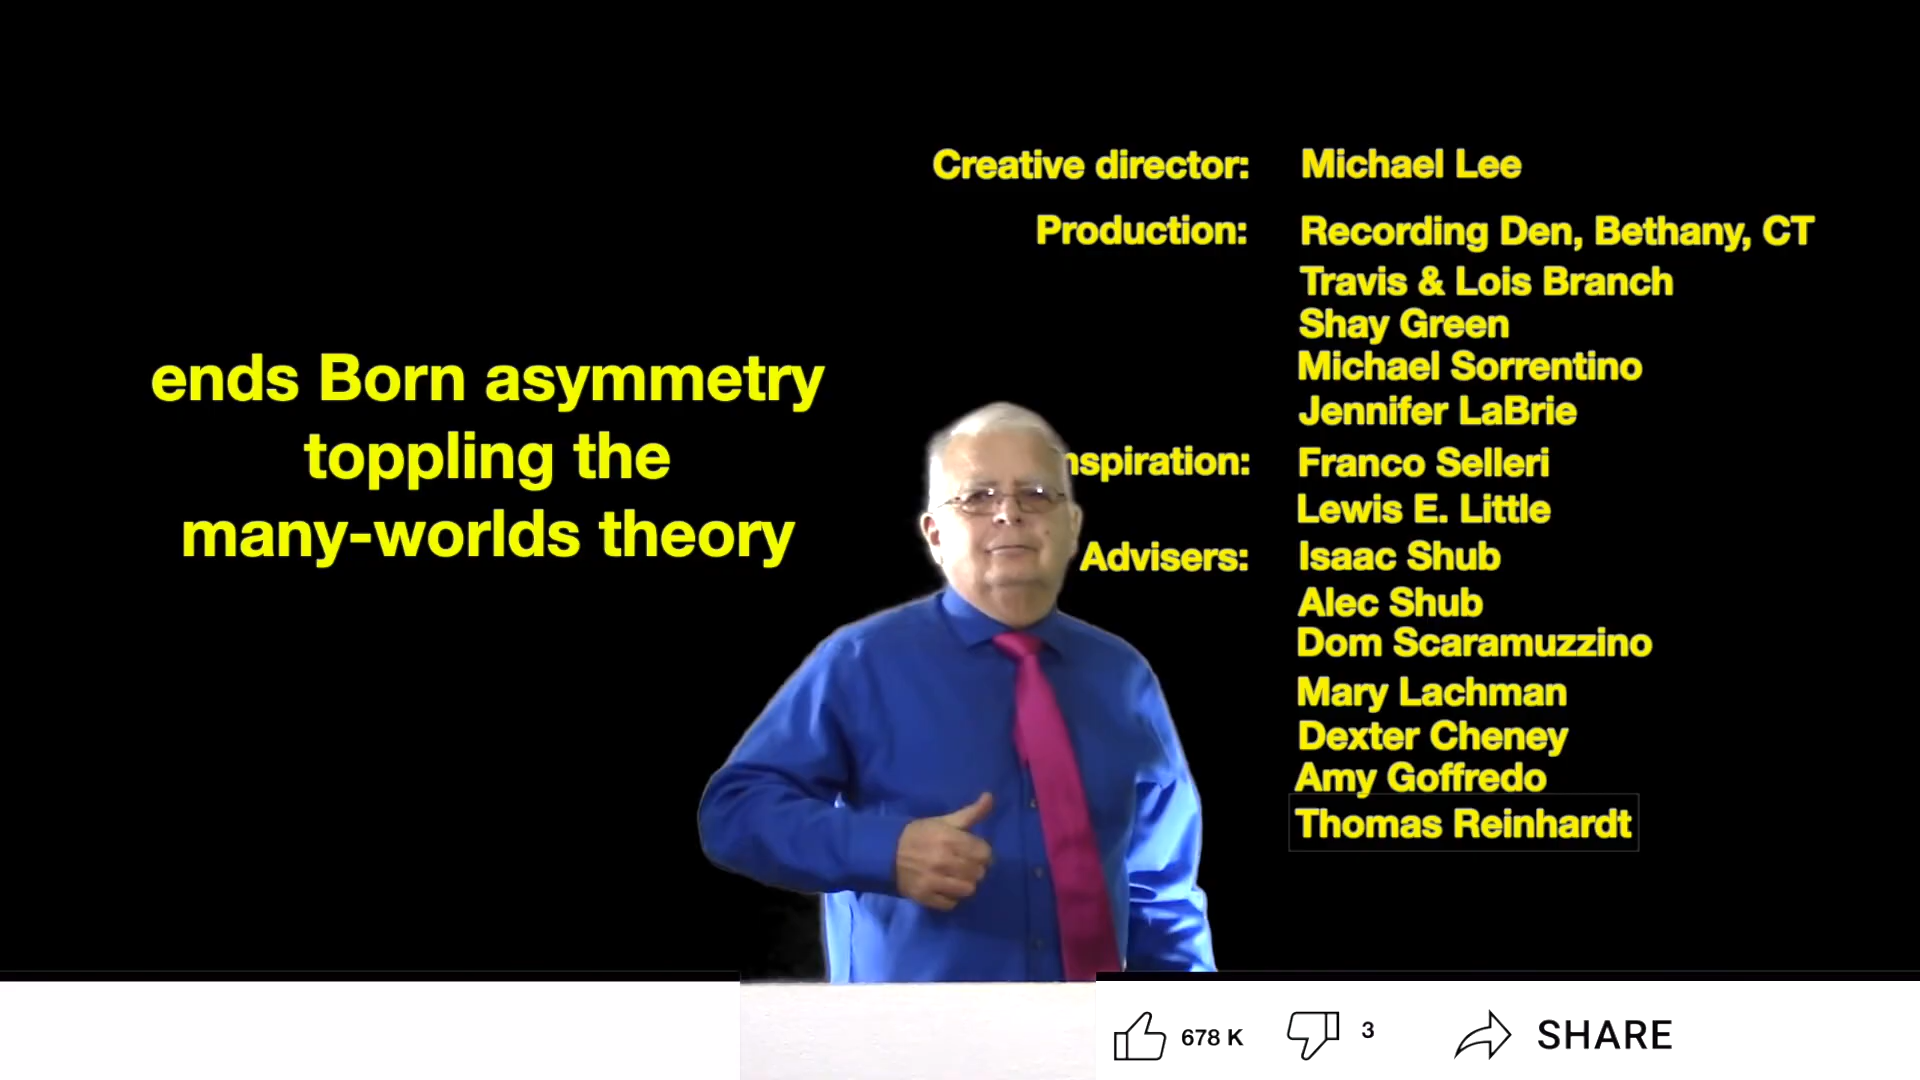 ends Born asymmetry
toppling the
many-worlds theory
Creative director: Michael Lee
Production: Recording Den, Bethany, CT
Travis & Lois Branch
Shay Green
Michael Sorrentino
Jennifer LaBrie
nspiration: Franco Selleri
Lewis E. Little
Advisers: Isaac Shub
Alec Shub
Dom Scaramuzzino
Mary Lachman
Dexter Cheney
Amy Goffredo
Thomas Reinhardt
678 K 3 SHARE